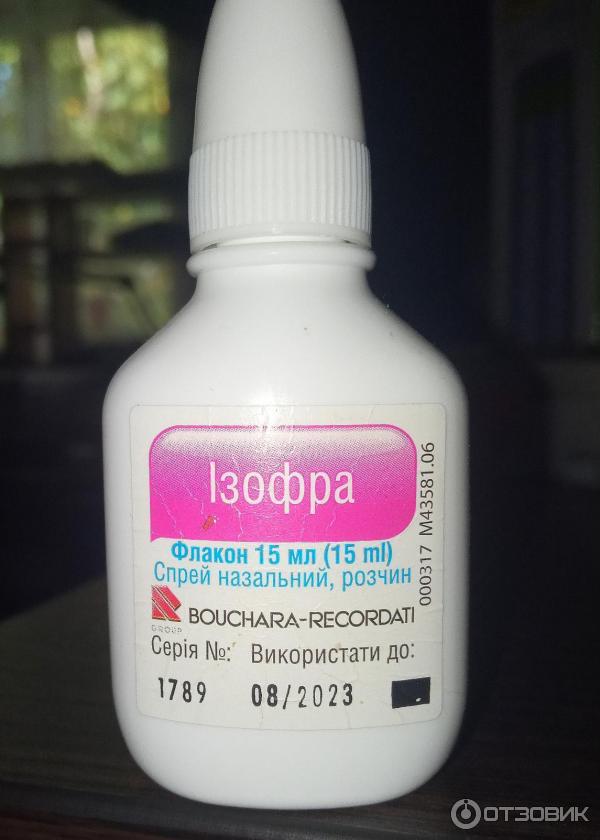 Ізофра
Флакон 15 мл (15 ml)
Спрей назальний, розчин
BOUCHARA-RECORDATI
GROUP
Серія №: Використати до:
1789 08/2023
000317 M43581.06
ОТЗОВИК